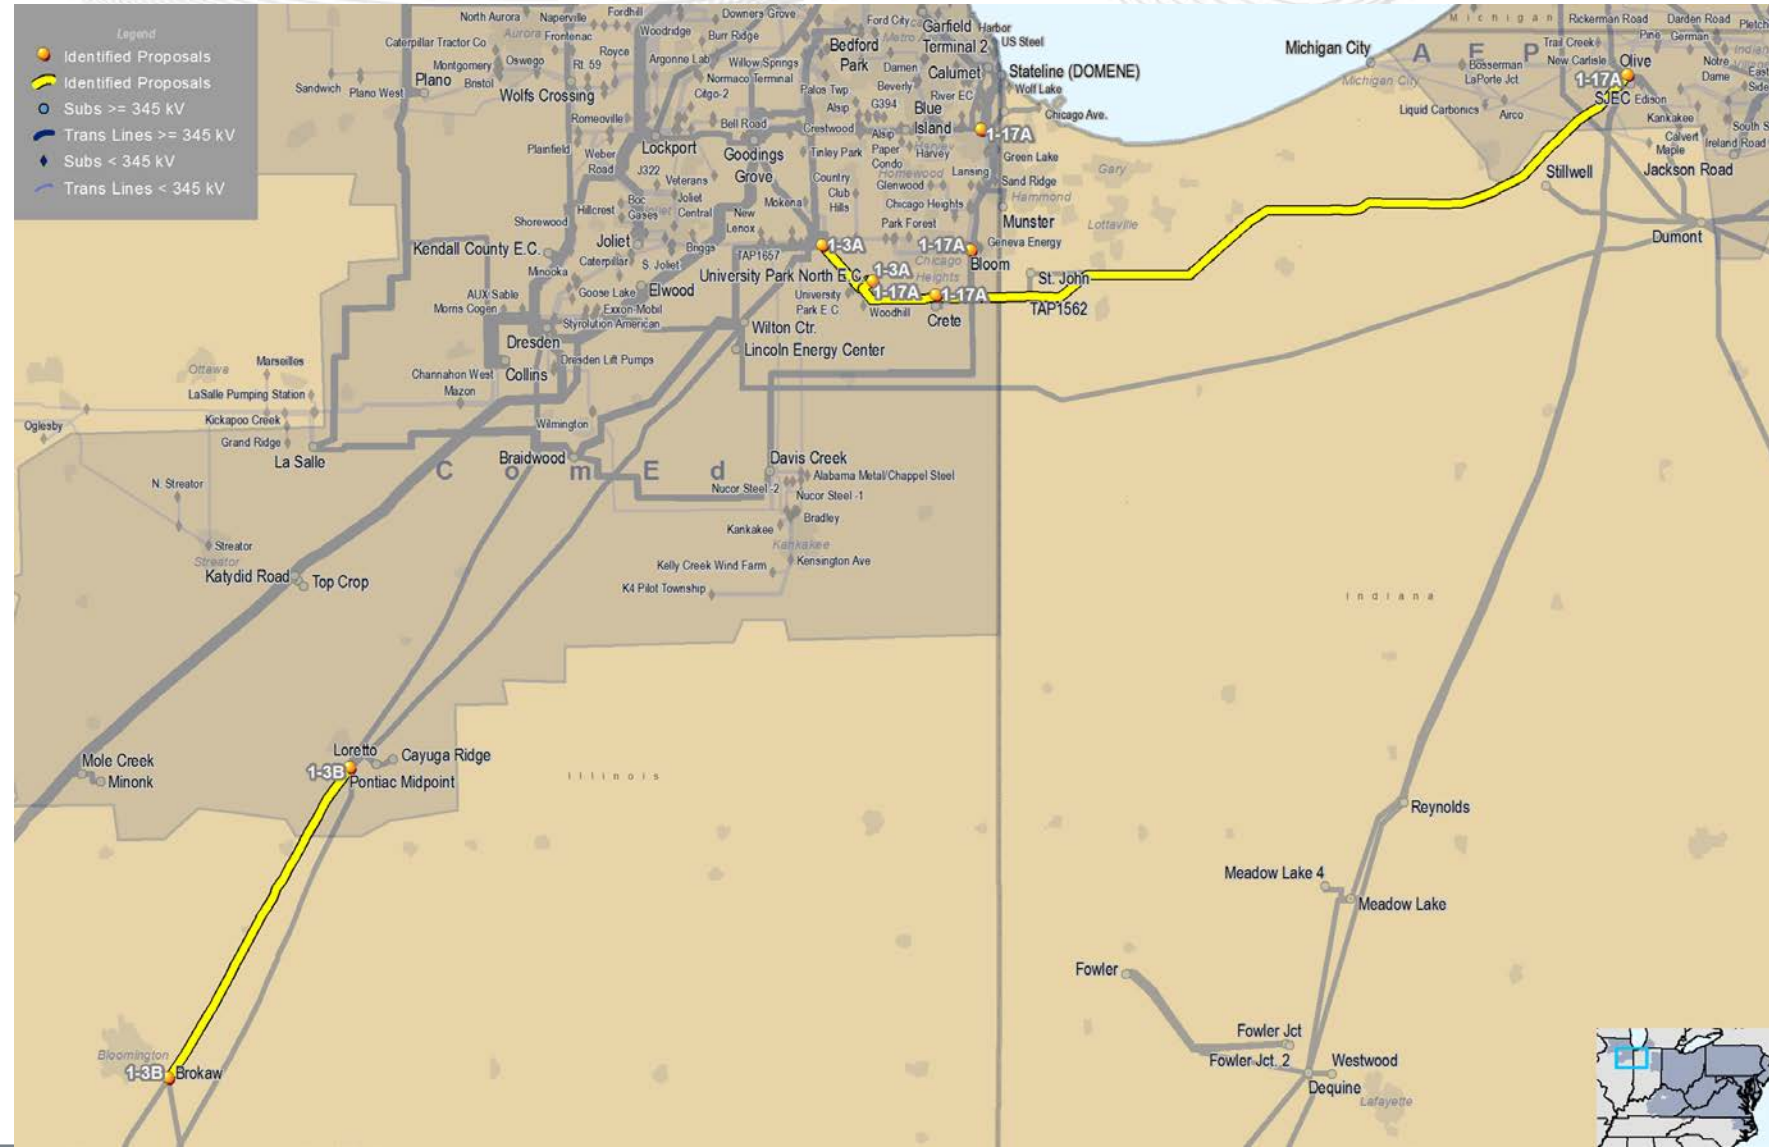 Legend
Identified Proposals
Identified Proposals
Subs >= 345 kV
Trans Lines >= 345 kV
Subs < 345 kV
Trans Lines < 345 kV
North Aurora
Naperville
Fordhill
Downers Grove
Ford City
Garfield
Harbor
Aurora
Frontenac
Woodridge
Burr Ridge
Terminal 2
US Steel
Caterpillar Tractor Co
Royce
Bedford
Park
Michigan
Rickerman Road
Darden Road
Montgomery
Oswego
Rt. 59
Argonne Lab
Willow Springs
Damen
Calumet
Stateline (DOMENE)
Michigan City
Michigan City
A E P
Trail Creek
Pine
German
Plano
Bristol
Normaco Terminal
Beverly
Wolf Lake
Bosserman
New Carlisle
Olive
Notre
Dame
Sandwich
Plano West
Wolfs Crossing
Citgo-2
Palos Twp
River EC
LaPorte Jct.
1-17A
SJEC
Edison
Alsip
G394
Blue
Island
Chicago Ave.
Liquid Carbonics
Airco
Kankakee
Romeoville
Bell Road
Crestwood
Alsip
1-17A
Calvert
Maple
Ireland Road
Plainfield
Weber
Road
Lockport
Goodings
Grove
Tinley Park
Paper
Condo
Harvey
Harvey
Green Lake
Stillwell
Jackson Road
J322
Veterans
Country
Club
Hills
Homewood
Glenwood
Lansing
Sand Ridge
Gary
Hammond
Hillcrest
Boc
Gases
Joliet
Central
Mokena
Chicago Heights
Munster
Lottaville
Shorewood
New
Lenox
Park Forest
Dumont
Kendall County E.C.
Joliet
Briggs
TAP1657
1-3A
1-17A
Geneva Energy
Minooka
Caterpillar
S. Joliet
University Park North E.C.
1-3A
Chicago
Heights
Bloom
St. John
AUX Sable
Goose Lake
Elwood
University
Park E.C
1-17A
1-17A
TAP1562
Morris Cogen
Exxon-Mobil
Woodhill
Crete
Styrolution American
Wilton Ctr.
Dresden
Lincoln Energy Center
Marseilles
Ottawa
Dresden Lift Pumps
Channahon West
Collins
LaSalle Pumping Station
Mazon
Oglesby
Kickapoo Creek
Wilmington
Grand Ridge
La Salle
C o m E d
Braidwood
Davis Creek
Alabama Metal/Chappel Steel
N. Streator
Nucor Steel -2
Nucor Steel -1
Bradley
Kankakee
Kankakee
Streator
Streator
Kensington Ave
Katydid Road
Top Crop
Kelly Creek Wind Farm
K4 Pilot Township
Indiana
Loretto
Cayuga Ridge
Mole Creek
Minonk
1-3B
Pontiac Midpoint
Illinois
Reynolds
Meadow Lake 4
Meadow Lake
Fowler
Fowler Jct
Bloomington
Fowler Jct. 2
Westwood
1-3B
Brokaw
Dequine
Lafayette